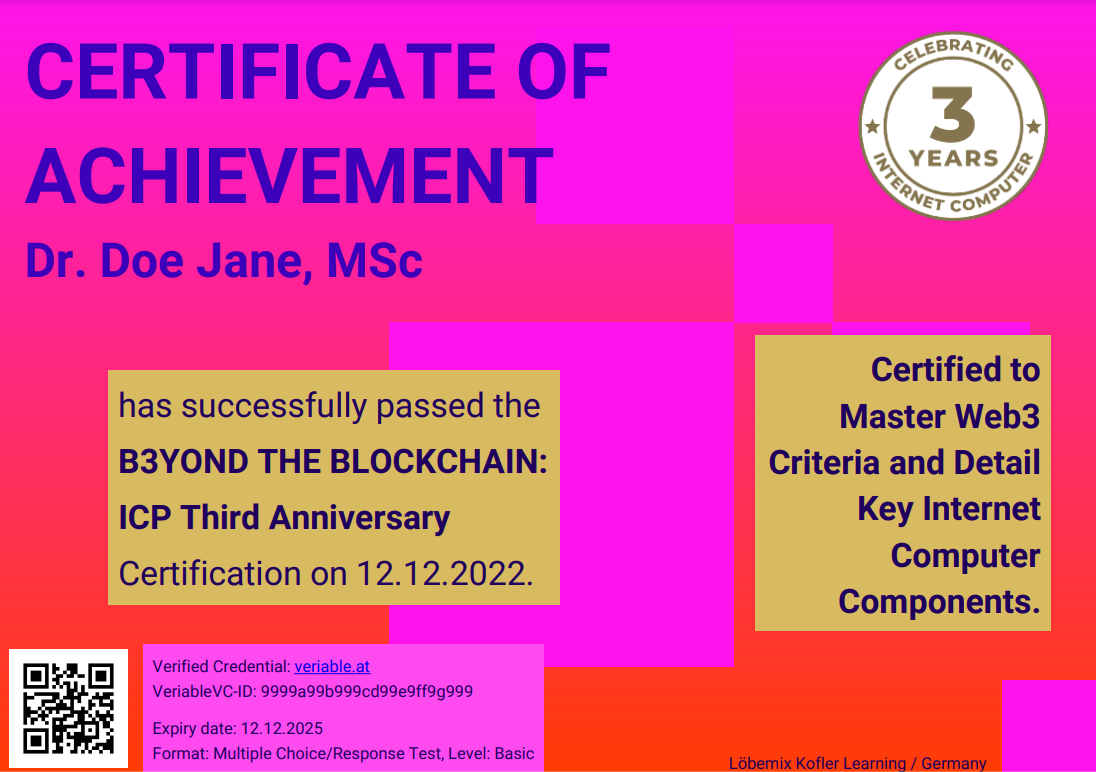 CERTIFICATE OF
ACHIEVEMENT
Dr. Doe Jane, MSc
CELEBRATING
3
YEARS
INTERNET COMPUTER
has successfully passed the
B3YOND THE BLOCKCHAIN:
ICP Third Anniversary
Certification on 12.12.2022.
Certified to
Master Web3
Criteria and Detail
Key Internet
Computer
Components.
Verified Credential: veriable.at
VeriableVC-ID: 9999a99b999cd99e9ff9g999
Expiry date: 12.12.2025
Format: Multiple Choice/Response Test, Level: Basic
Löbemix Kofler Learning / Germany